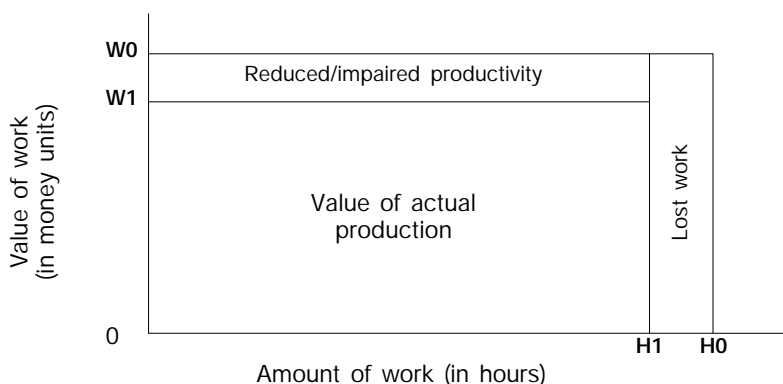 W0
Reduced/impaired productivity
W1
Value of work
(in money units)
Value of actual
production
Lost work
0
H1
H0
Amount of work (in hours)